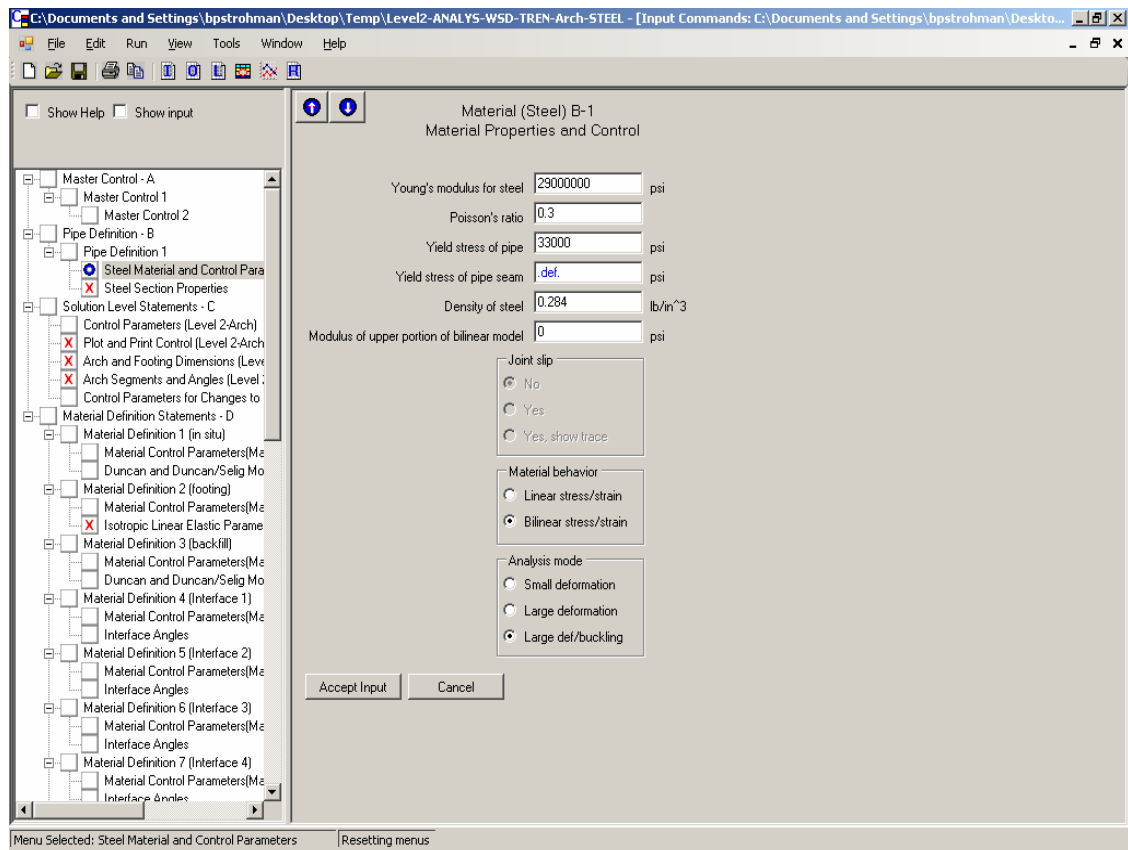 C:\Documents and Settings\bpstrohman\Desktop\Temp\Level2-ANALYS-WSD-TREN-Arch-STEEL - [Input Commands: C:\Documents and Settings\bpstrohman\Deskto...
File Edit Run View Tools Window Help
Show Help Show input
Master Control - A
Master Control 1
Master Control 2
Pipe Definition - B
Pipe Definition 1
Steel Material and Control Para
Steel Section Properties
Solution Level Statements - C
Control Parameters (Level 2-Arch)
Plot and Print Control (Level 2-Arch
Arch and Footing Dimensions (Leve
Arch Segments and Angles (Level
Control Parameters for Changes to
Material Definition Statements - D
Material Definition 1 (in situ)
Material Control Parameters(Ma
Duncan and Duncan/Selig Mo
Material Definition 2 (footing)
Material Control Parameters(Ma
Isotropic Linear Elastic Parame
Material Definition 3 (backfill)
Material Control Parameters(Ma
Duncan and Duncan/Selig Mo
Material Definition 4 (Interface 1)
Material Control Parameters(Ma
Interface Angles
Material Definition 5 (Interface 2)
Material Control Parameters(Ma
Interface Angles
Material Definition 6 (Interface 3)
Material Control Parameters(Ma
Interface Angles
Material Definition 7 (Interface 4)
Material Control Parameters(Ma
Interface Angles
Material (Steel) B-1
Material Properties and Control
Young's modulus for steel 29000000 psi
Poisson's ratio 0.3
Yield stress of pipe 33000 psi
Yield stress of pipe seam .def. psi
Density of steel 0.284 lb/in^3
Modulus of upper portion of bilinear model 0 psi
Joint slip
No
Yes
Yes, show trace
Material behavior
Linear stress/strain
Bilinear stress/strain
Analysis mode
Small deformation
Large deformation
Large def/buckling
Accept Input Cancel
Menu Selected: Steel Material and Control Parameters Resetting menus